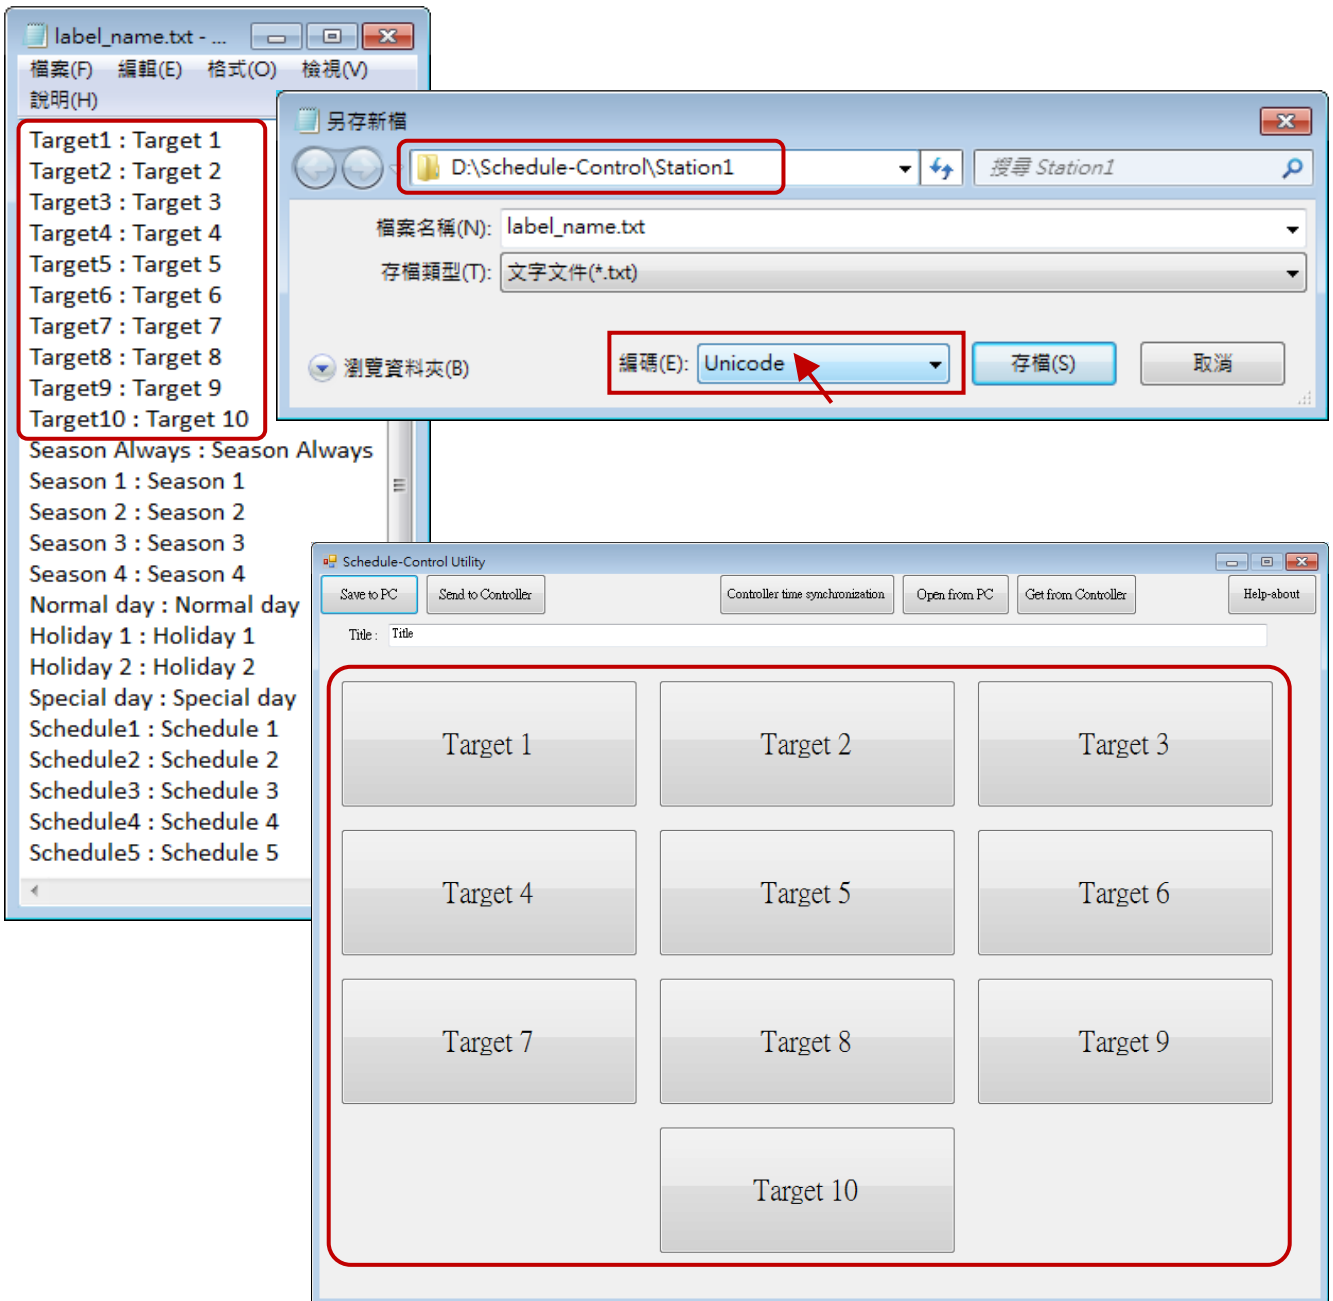 label_name.txt - ...
檔案(F) 編輯(E) 格式(O) 檢視(V)
說明(H)
Target1 : Target 1
Target2 : Target 2
Target3 : Target 3
Target4 : Target 4
Target5 : Target 5
Target6 : Target 6
Target7 : Target 7
Target8 : Target 8
Target9 : Target 9
Target10 : Target 10
Season Always : Season Always
Season 1 : Season 1
Season 2 : Season 2
Season 3 : Season 3
Season 4 : Season 4
Normal day : Normal day
Holiday 1 : Holiday 1
Holiday 2 : Holiday 2
Special day : Special day
Schedule1 : Schedule 1
Schedule2 : Schedule 2
Schedule3 : Schedule 3
Schedule4 : Schedule 4
Schedule5 : Schedule 5
另存新檔
D:\Schedule-Control\Station1 搜尋 Station1
檔案名稱(N): label_name.txt
存檔類型(T): 文字文件(*.txt)
瀏覽資料夾(B) 編碼(E): Unicode 存檔(S) 取消
Schedule-Control Utility
Save to PC Send to Controller Controller time synchronization Open from PC Get from Controller Help-about
Title : Title
Target 1 Target 2 Target 3
Target 4 Target 5 Target 6
Target 7 Target 8 Target 9
Target 10